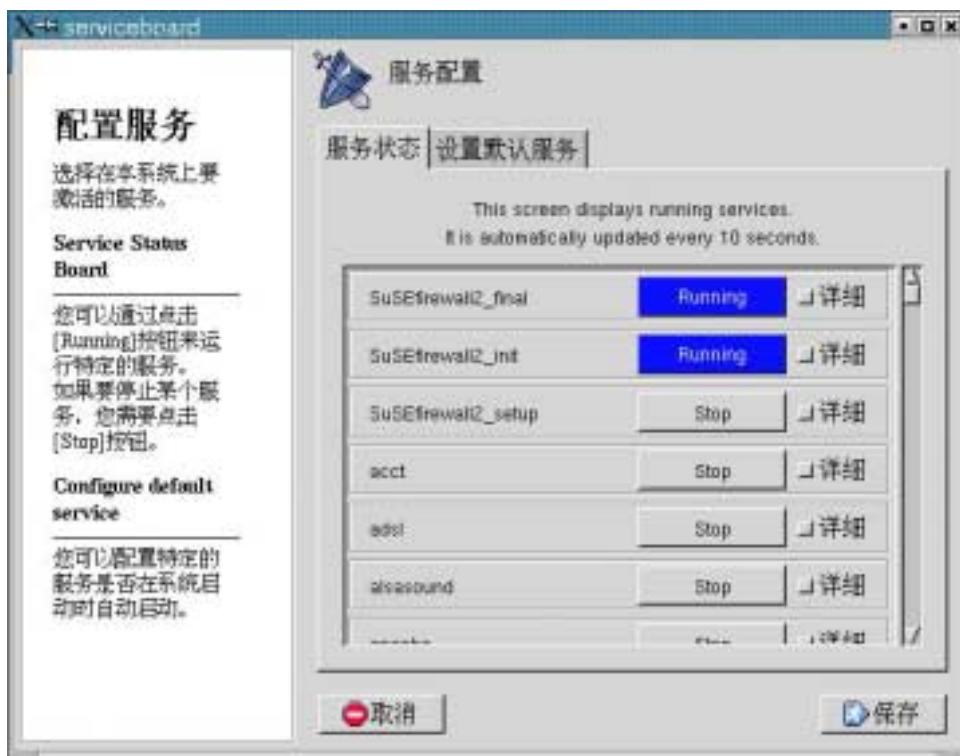 serviceboard
配置服务
选择在本系统上要
激活的服务。
Service Status
Board
您可以通过点击
[Running]按钮来运
行特定的服务。
如果要停止某个服
务，您需要点击
[Stop]按钮。
Configure default
service
您可以配置特定的
服务是否在系统启
动时自动启动。
服务配置
服务状态 设置默认服务
This screen displays running services.
It is automatically updated every 10 seconds.
SuSEfirewall2_final Running 详细
SuSEfirewall2_init Running 详细
SuSEfirewall2_setup Stop 详细
acct Stop 详细
adsl Stop 详细
alsasound Stop 详细
Stop 详细
取消 保存